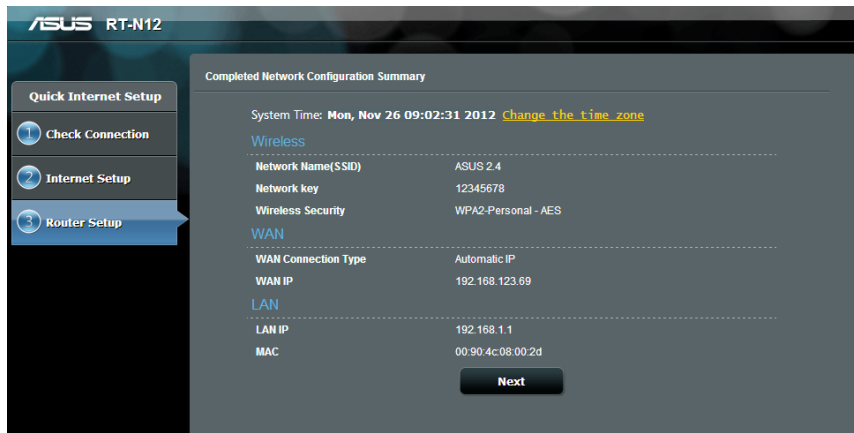 ASUS RT-N12
Quick Internet Setup
1 Check Connection
2 Internet Setup
3 Router Setup
Completed Network Configuration Summary
System Time: Mon, Nov 26 09:02:31 2012 Change the time zone
Wireless
Network Name(SSID) ASUS 2.4
Network key 12345678
Wireless Security WPA2-Personal - AES
WAN
WAN Connection Type Automatic IP
WAN IP 192.168.123.69
LAN
LAN IP 192.168.1.1
MAC 00:90:4c:08:00:2d
Next